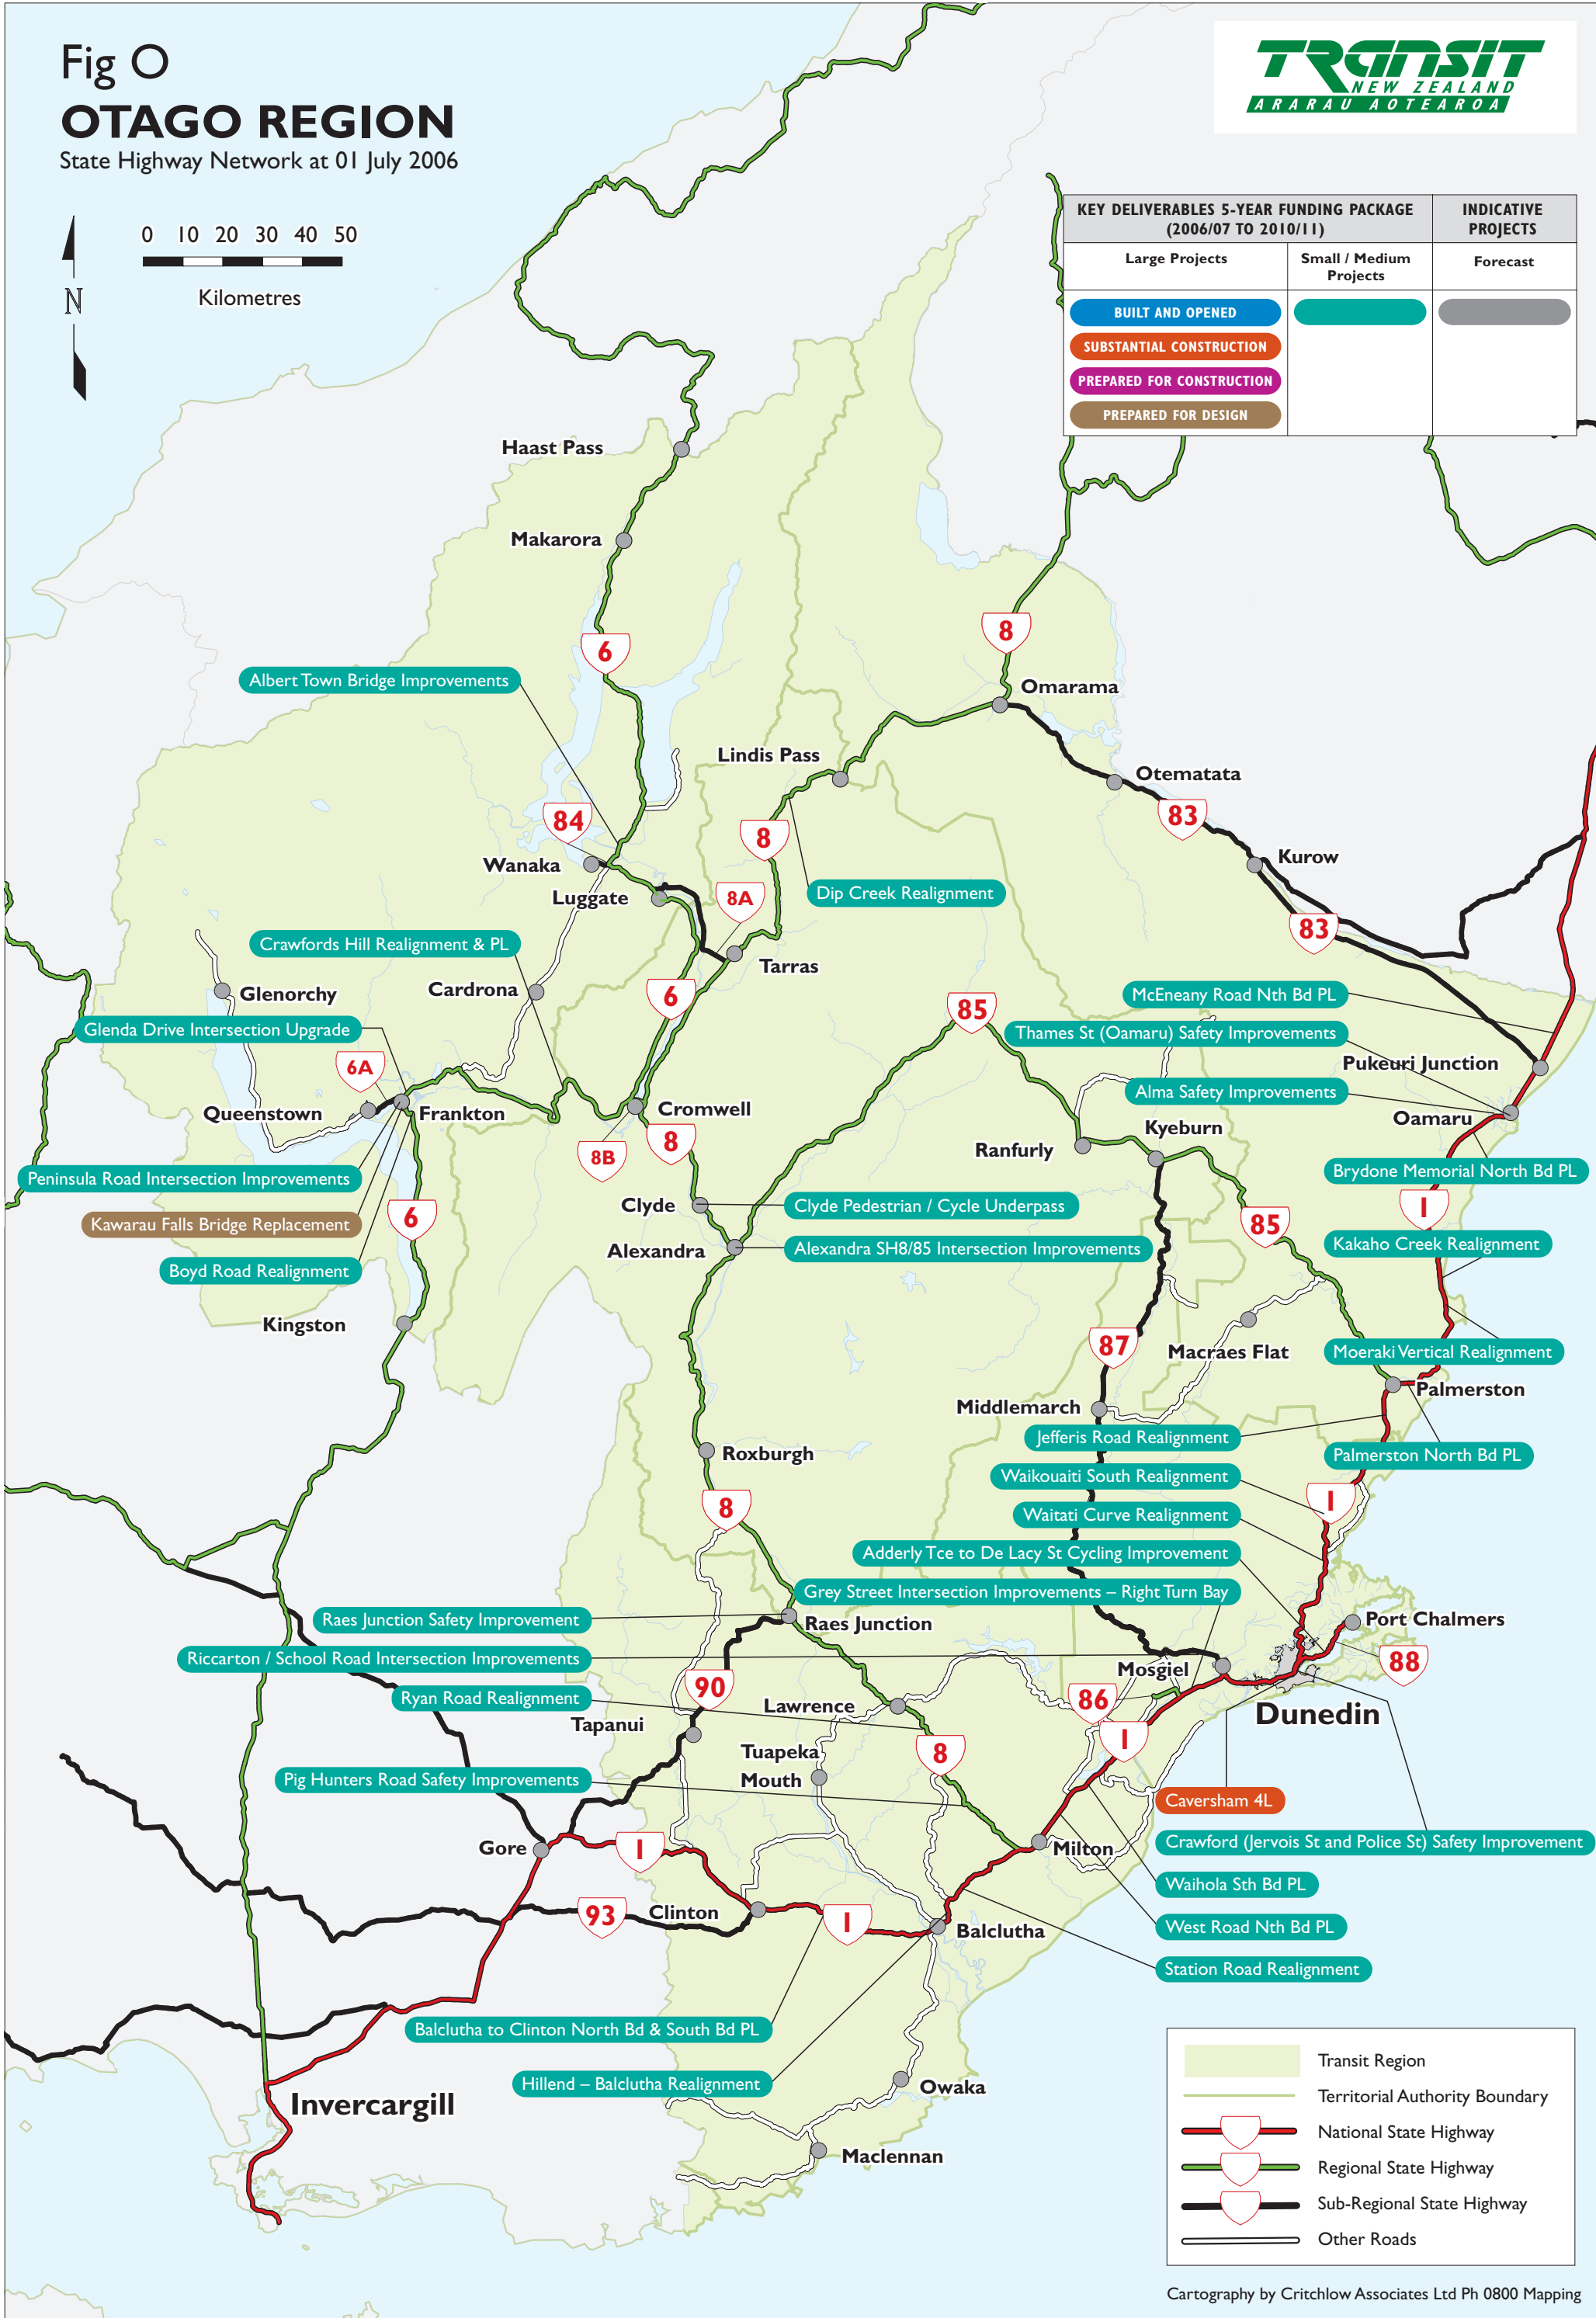 Fig O
OTAGO REGION
State Highway Network at 01 July 2006
TRANSIT
NEW ZEALAND
ARARAU AOTEAROA
0 10 20 30 40 50
Kilometres
N
KEY DELIVERABLES 5-YEAR FUNDING PACKAGE
(2006/07 TO 2010/11)
INDICATIVE
PROJECTS
Large Projects
Small / Medium
Projects
Forecast
BUILT AND OPENED
SUBSTANTIAL CONSTRUCTION
PREPARED FOR CONSTRUCTION
PREPARED FOR DESIGN
Haast Pass
Makarora
6
8
Albert Town Bridge Improvements
Omarama
Lindis Pass
Otematata
84
8
83
Wanaka
Kurow
Luggate
8A
Dip Creek Realignment
83
Crawfords Hill Realignment & PL
Tarras
Glenorchy
Cardrona
6
85
McEneany Road Nth Bd PL
Glenda Drive Intersection Upgrade
Thames St (Oamaru) Safety Improvements
6A
Pukeuri Junction
Alma Safety Improvements
Queenstown
Frankton
Cromwell
Oamaru
8
Kyeburn
8B
Ranfurly
Peninsula Road Intersection Improvements
Brydone Memorial North Bd PL
Clyde
Clyde Pedestrian / Cycle Underpass
1
Kawarau Falls Bridge Replacement
6
85
Alexandra
Alexandra SH8/85 Intersection Improvements
Kakaho Creek Realignment
Boyd Road Realignment
Kingston
87
Macraes Flat
Moeraki Vertical Realignment
Palmerston
Middlemarch
Jefferis Road Realignment
Roxburgh
Palmerston North Bd PL
Waikouaiti South Realignment
8
1
Waitati Curve Realignment
Adderly Tce to De Lacy St Cycling Improvement
Grey Street Intersection Improvements – Right Turn Bay
Raes Junction Safety Improvement
Raes Junction
Port Chalmers
Riccarton / School Road Intersection Improvements
Mosgiel
88
90
Ryan Road Realignment
Lawrence
86
Dunedin
Tapanui
1
Tuapeka
Mouth
8
Pig Hunters Road Safety Improvements
Caversham 4L
Gore
1
Milton
Crawford (Jervois St and Police St) Safety Improvement
Waihola Sth Bd PL
93
Clinton
1
Balclutha
West Road Nth Bd PL
Station Road Realignment
Balclutha to Clinton North Bd & South Bd PL
Hillend – Balclutha Realignment
Owaka
Invercargill
Maclennan
Transit Region
Territorial Authority Boundary
National State Highway
Regional State Highway
Sub-Regional State Highway
Other Roads
Cartography by Critchlow Associates Ltd Ph 0800 Mapping